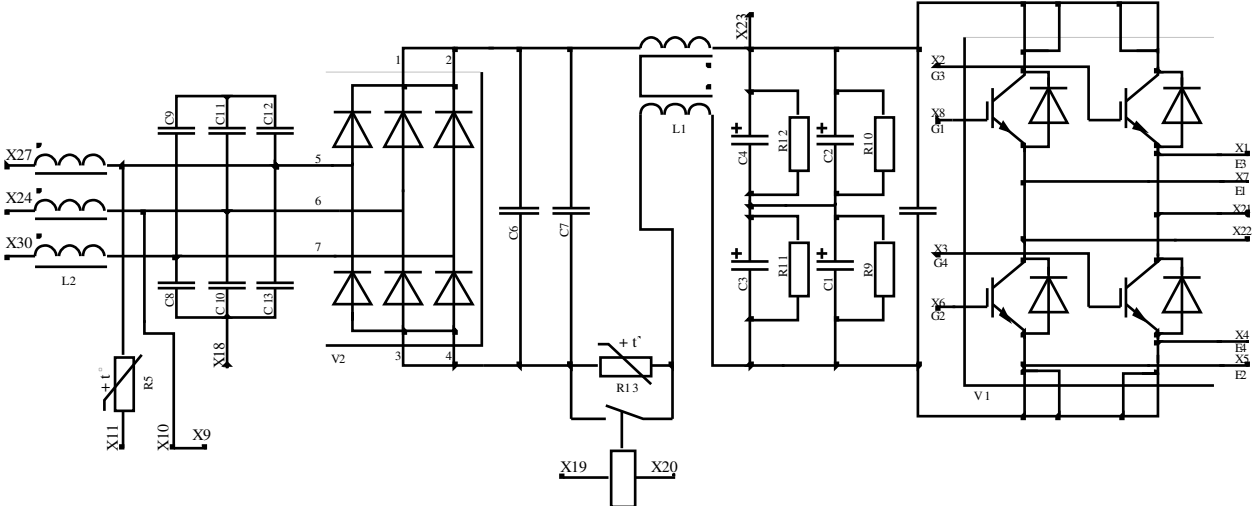 X23
1
2
X2
G3
C9
C11
C12
L1
X8
G1
+
C4
R12
+
C2
R10
X27
5
X1
E3
X7
E1
X24
6
X21
C6
C7
X22
X30
7
L2
X3
G4
+
C3
R11
+
C1
R9
C8
C10
C13
X6
G2
X18
+ t`
X4
E4
V2
3
4
X5
E2
+ t°
R5
R13
V1
X11
X10
X9
X19
X20